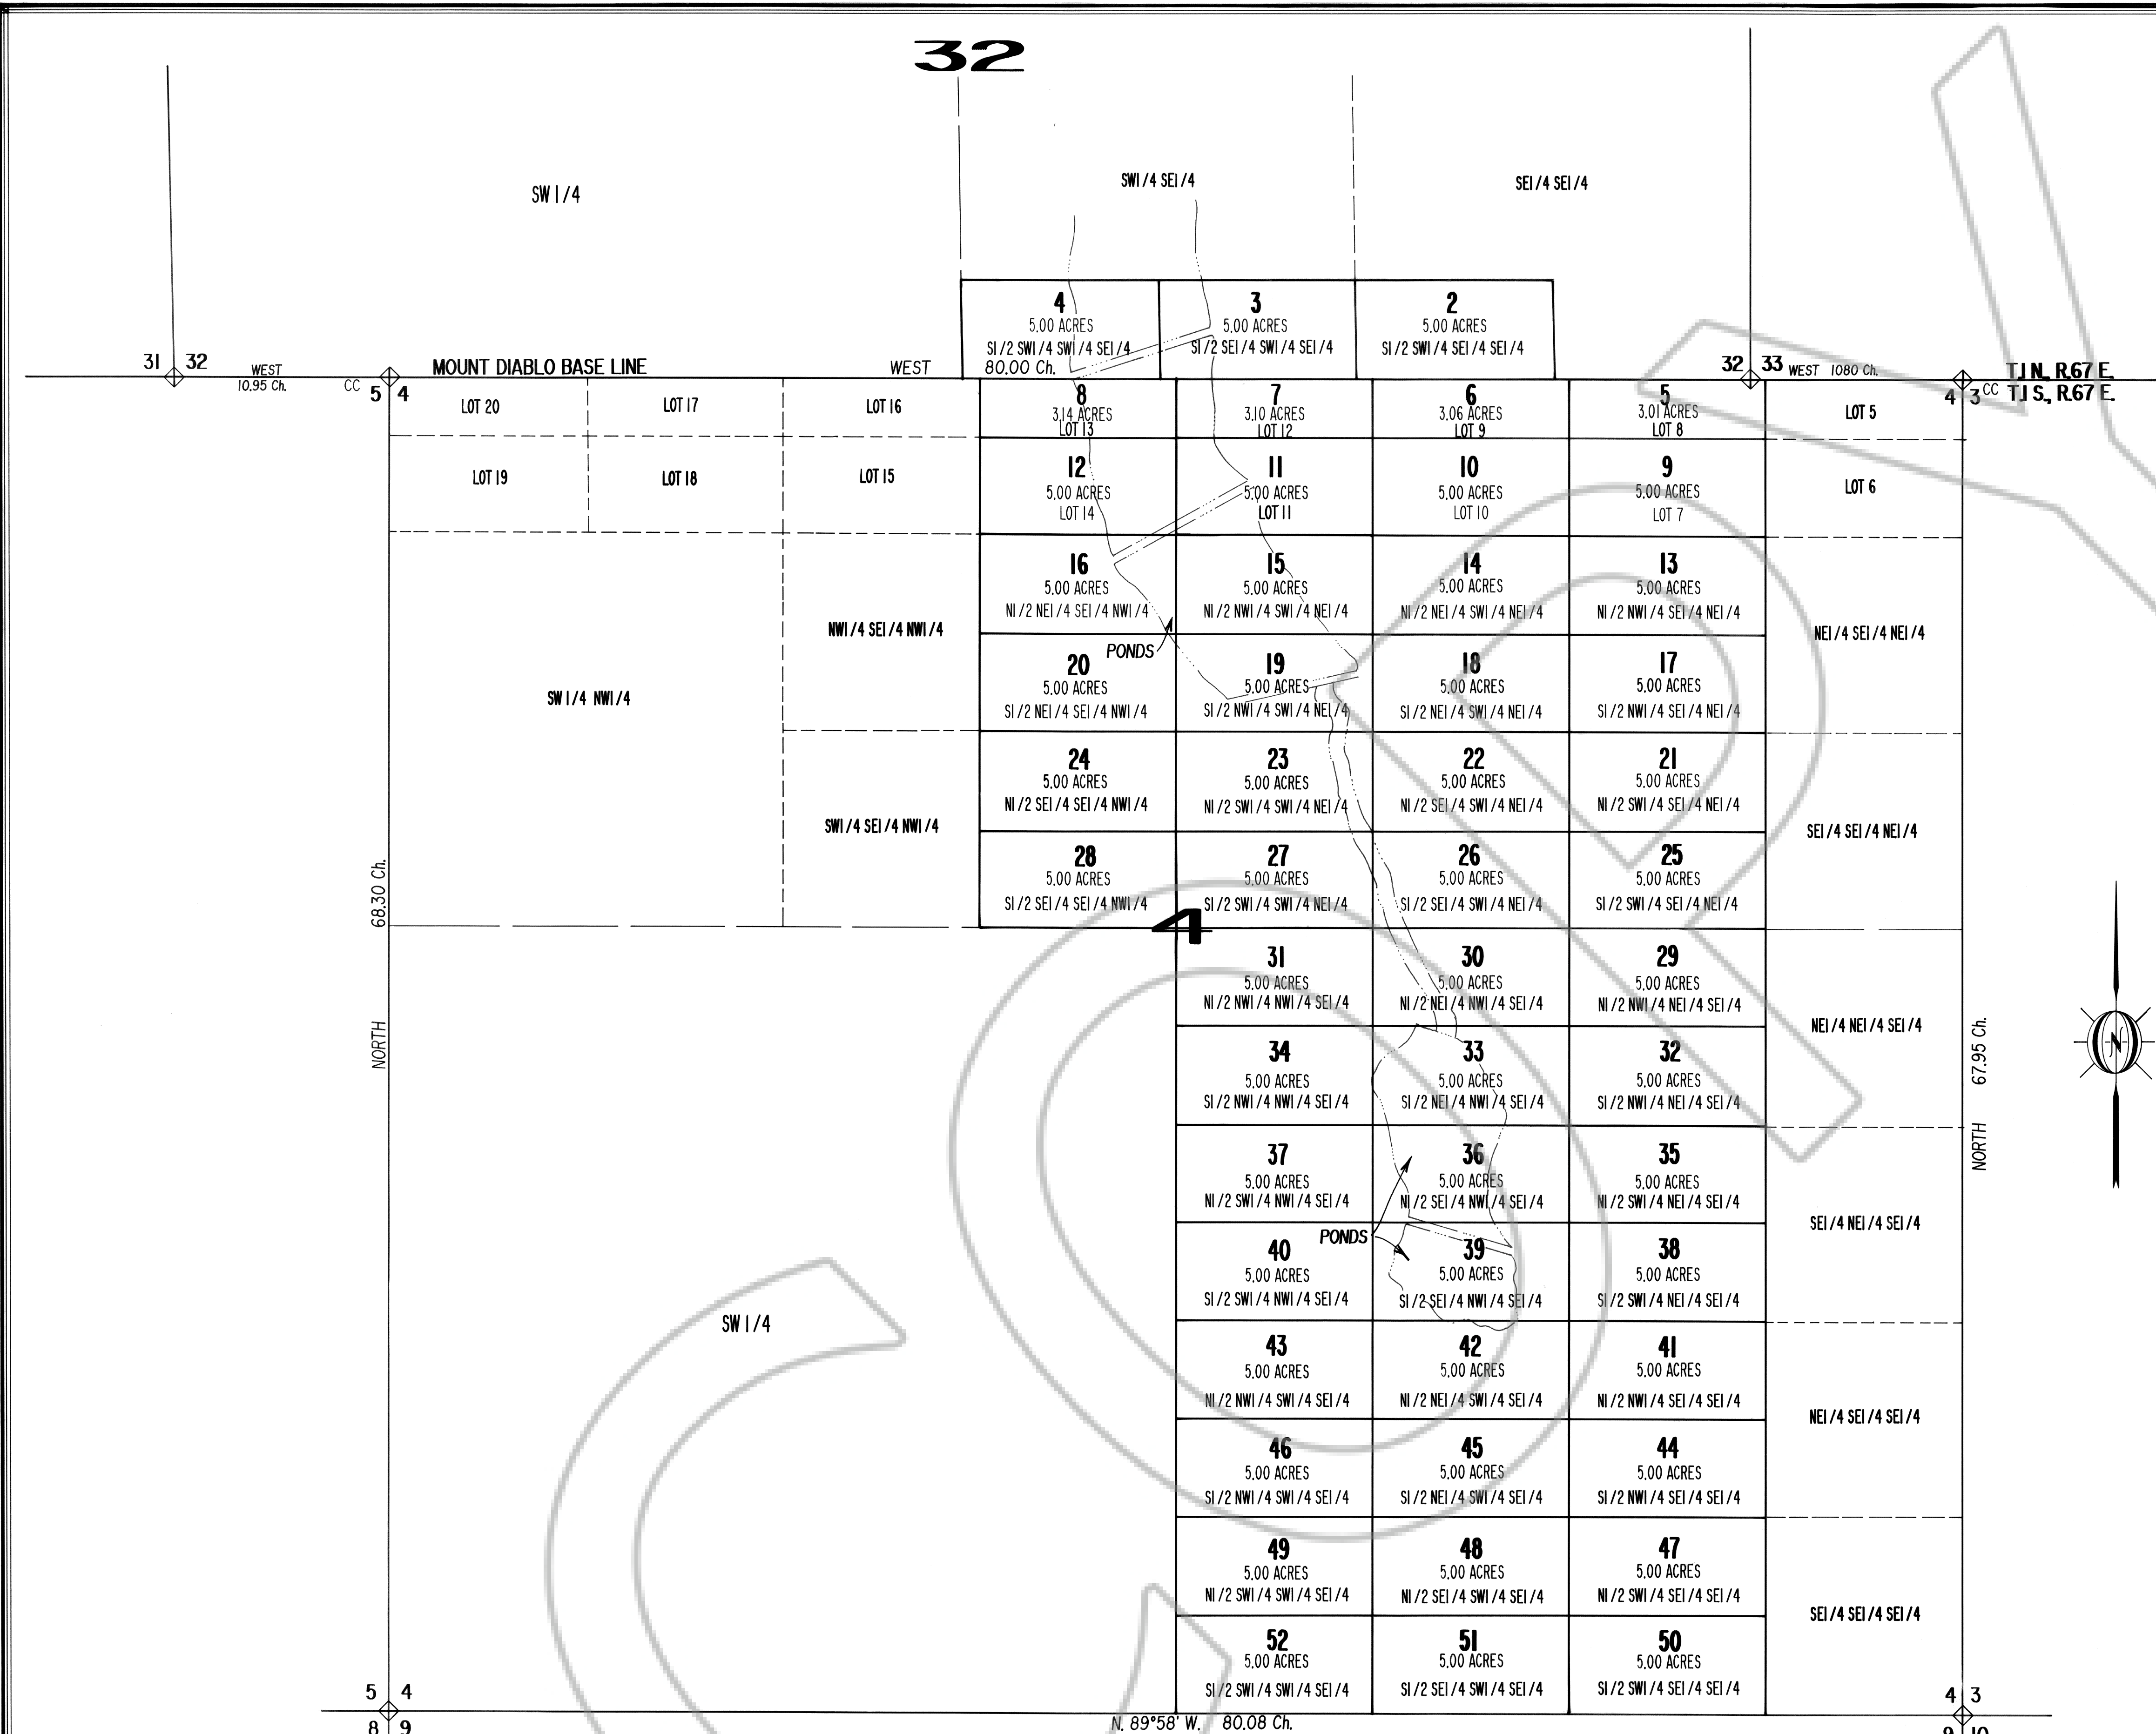 32
SW 1/4
SW1/4 SE1/4
SE1/4 SE1/4
4
5.00 ACRES
S1/2 SW1/4 SW1/4 SE1/4
3
5.00 ACRES
S1/2 SE1/4 SW1/4 SE1/4
2
5.00 ACRES
S1/2 SW1/4 SE1/4 SE1/4
31 32
WEST
10.95 Ch.
CC
5 4
MOUNT DIABLO BASE LINE
WEST 80.00 Ch.
32 33
WEST 1080 Ch.
4 3
CC
T.1 N., R.67 E.
T.1 S., R.67 E.
LOT 20
LOT 17
LOT 16
8
3.14 ACRES
LOT 13
7
3.10 ACRES
LOT 12
6
3.06 ACRES
LOT 9
5
3.01 ACRES
LOT 8
LOT 5
LOT 19
LOT 18
LOT 15
12
5.00 ACRES
LOT 14
11
5.00 ACRES
LOT 11
10
5.00 ACRES
LOT 10
9
5.00 ACRES
LOT 7
LOT 6
SW 1/4 NW1/4
NW1/4 SE1/4 NW1/4
16
5.00 ACRES
N1/2 NE1/4 SE1/4 NW1/4
15
5.00 ACRES
N1/2 NW1/4 SW1/4 NE1/4
14
5.00 ACRES
N1/2 NE1/4 SW1/4 NE1/4
13
5.00 ACRES
N1/2 NW1/4 SE1/4 NE1/4
NE1/4 SE1/4 NE1/4
PONDS
20
5.00 ACRES
S1/2 NE1/4 SE1/4 NW1/4
19
5.00 ACRES
S1/2 NW1/4 SW1/4 NE1/4
18
5.00 ACRES
S1/2 NE1/4 SW1/4 NE1/4
17
5.00 ACRES
S1/2 NW1/4 SE1/4 NE1/4
SW1/4 SE1/4 NW1/4
24
5.00 ACRES
N1/2 SE1/4 SE1/4 NW1/4
23
5.00 ACRES
N1/2 SW1/4 SW1/4 NE1/4
22
5.00 ACRES
N1/2 SE1/4 SW1/4 NE1/4
21
5.00 ACRES
N1/2 SW1/4 SE1/4 NE1/4
SE1/4 SE1/4 NE1/4
28
5.00 ACRES
S1/2 SE1/4 SE1/4 NW1/4
27
5.00 ACRES
S1/2 SW1/4 SW1/4 NE1/4
26
5.00 ACRES
S1/2 SE1/4 SW1/4 NE1/4
25
5.00 ACRES
S1/2 SW1/4 SE1/4 NE1/4
4
NORTH 68.30 Ch.
31
5.00 ACRES
N1/2 NW1/4 NW1/4 SE1/4
30
5.00 ACRES
N1/2 NE1/4 NW1/4 SE1/4
29
5.00 ACRES
N1/2 NW1/4 NE1/4 SE1/4
NE1/4 NE1/4 SE1/4
NORTH 67.95 Ch.
N
34
5.00 ACRES
S1/2 NW1/4 NW1/4 SE1/4
33
5.00 ACRES
S1/2 NE1/4 NW1/4 SE1/4
32
5.00 ACRES
S1/2 NW1/4 NE1/4 SE1/4
37
5.00 ACRES
N1/2 SW1/4 NW1/4 SE1/4
36
5.00 ACRES
N1/2 SE1/4 NW1/4 SE1/4
35
5.00 ACRES
N1/2 SW1/4 NE1/4 SE1/4
SE1/4 NE1/4 SE1/4
PONDS
40
5.00 ACRES
S1/2 SW1/4 NW1/4 SE1/4
39
5.00 ACRES
S1/2 SE1/4 NW1/4 SE1/4
38
5.00 ACRES
S1/2 SW1/4 NE1/4 SE1/4
SW 1/4
43
5.00 ACRES
N1/2 NW1/4 SW1/4 SE1/4
42
5.00 ACRES
N1/2 NE1/4 SW1/4 SE1/4
41
5.00 ACRES
N1/2 NW1/4 SE1/4 SE1/4
NE1/4 SE1/4 SE1/4
46
5.00 ACRES
S1/2 NW1/4 SW1/4 SE1/4
45
5.00 ACRES
S1/2 NE1/4 SW1/4 SE1/4
44
5.00 ACRES
S1/2 NW1/4 SE1/4 SE1/4
49
5.00 ACRES
N1/2 SW1/4 SW1/4 SE1/4
48
5.00 ACRES
N1/2 SE1/4 SW1/4 SE1/4
47
5.00 ACRES
N1/2 SW1/4 SE1/4 SE1/4
SE1/4 SE1/4 SE1/4
52
5.00 ACRES
S1/2 SW1/4 SW1/4 SE1/4
51
5.00 ACRES
S1/2 SE1/4 SW1/4 SE1/4
50
5.00 ACRES
S1/2 SW1/4 SE1/4 SE1/4
5 4
8 9
N. 89°58' W. 80.08 Ch.
4 3
9 10